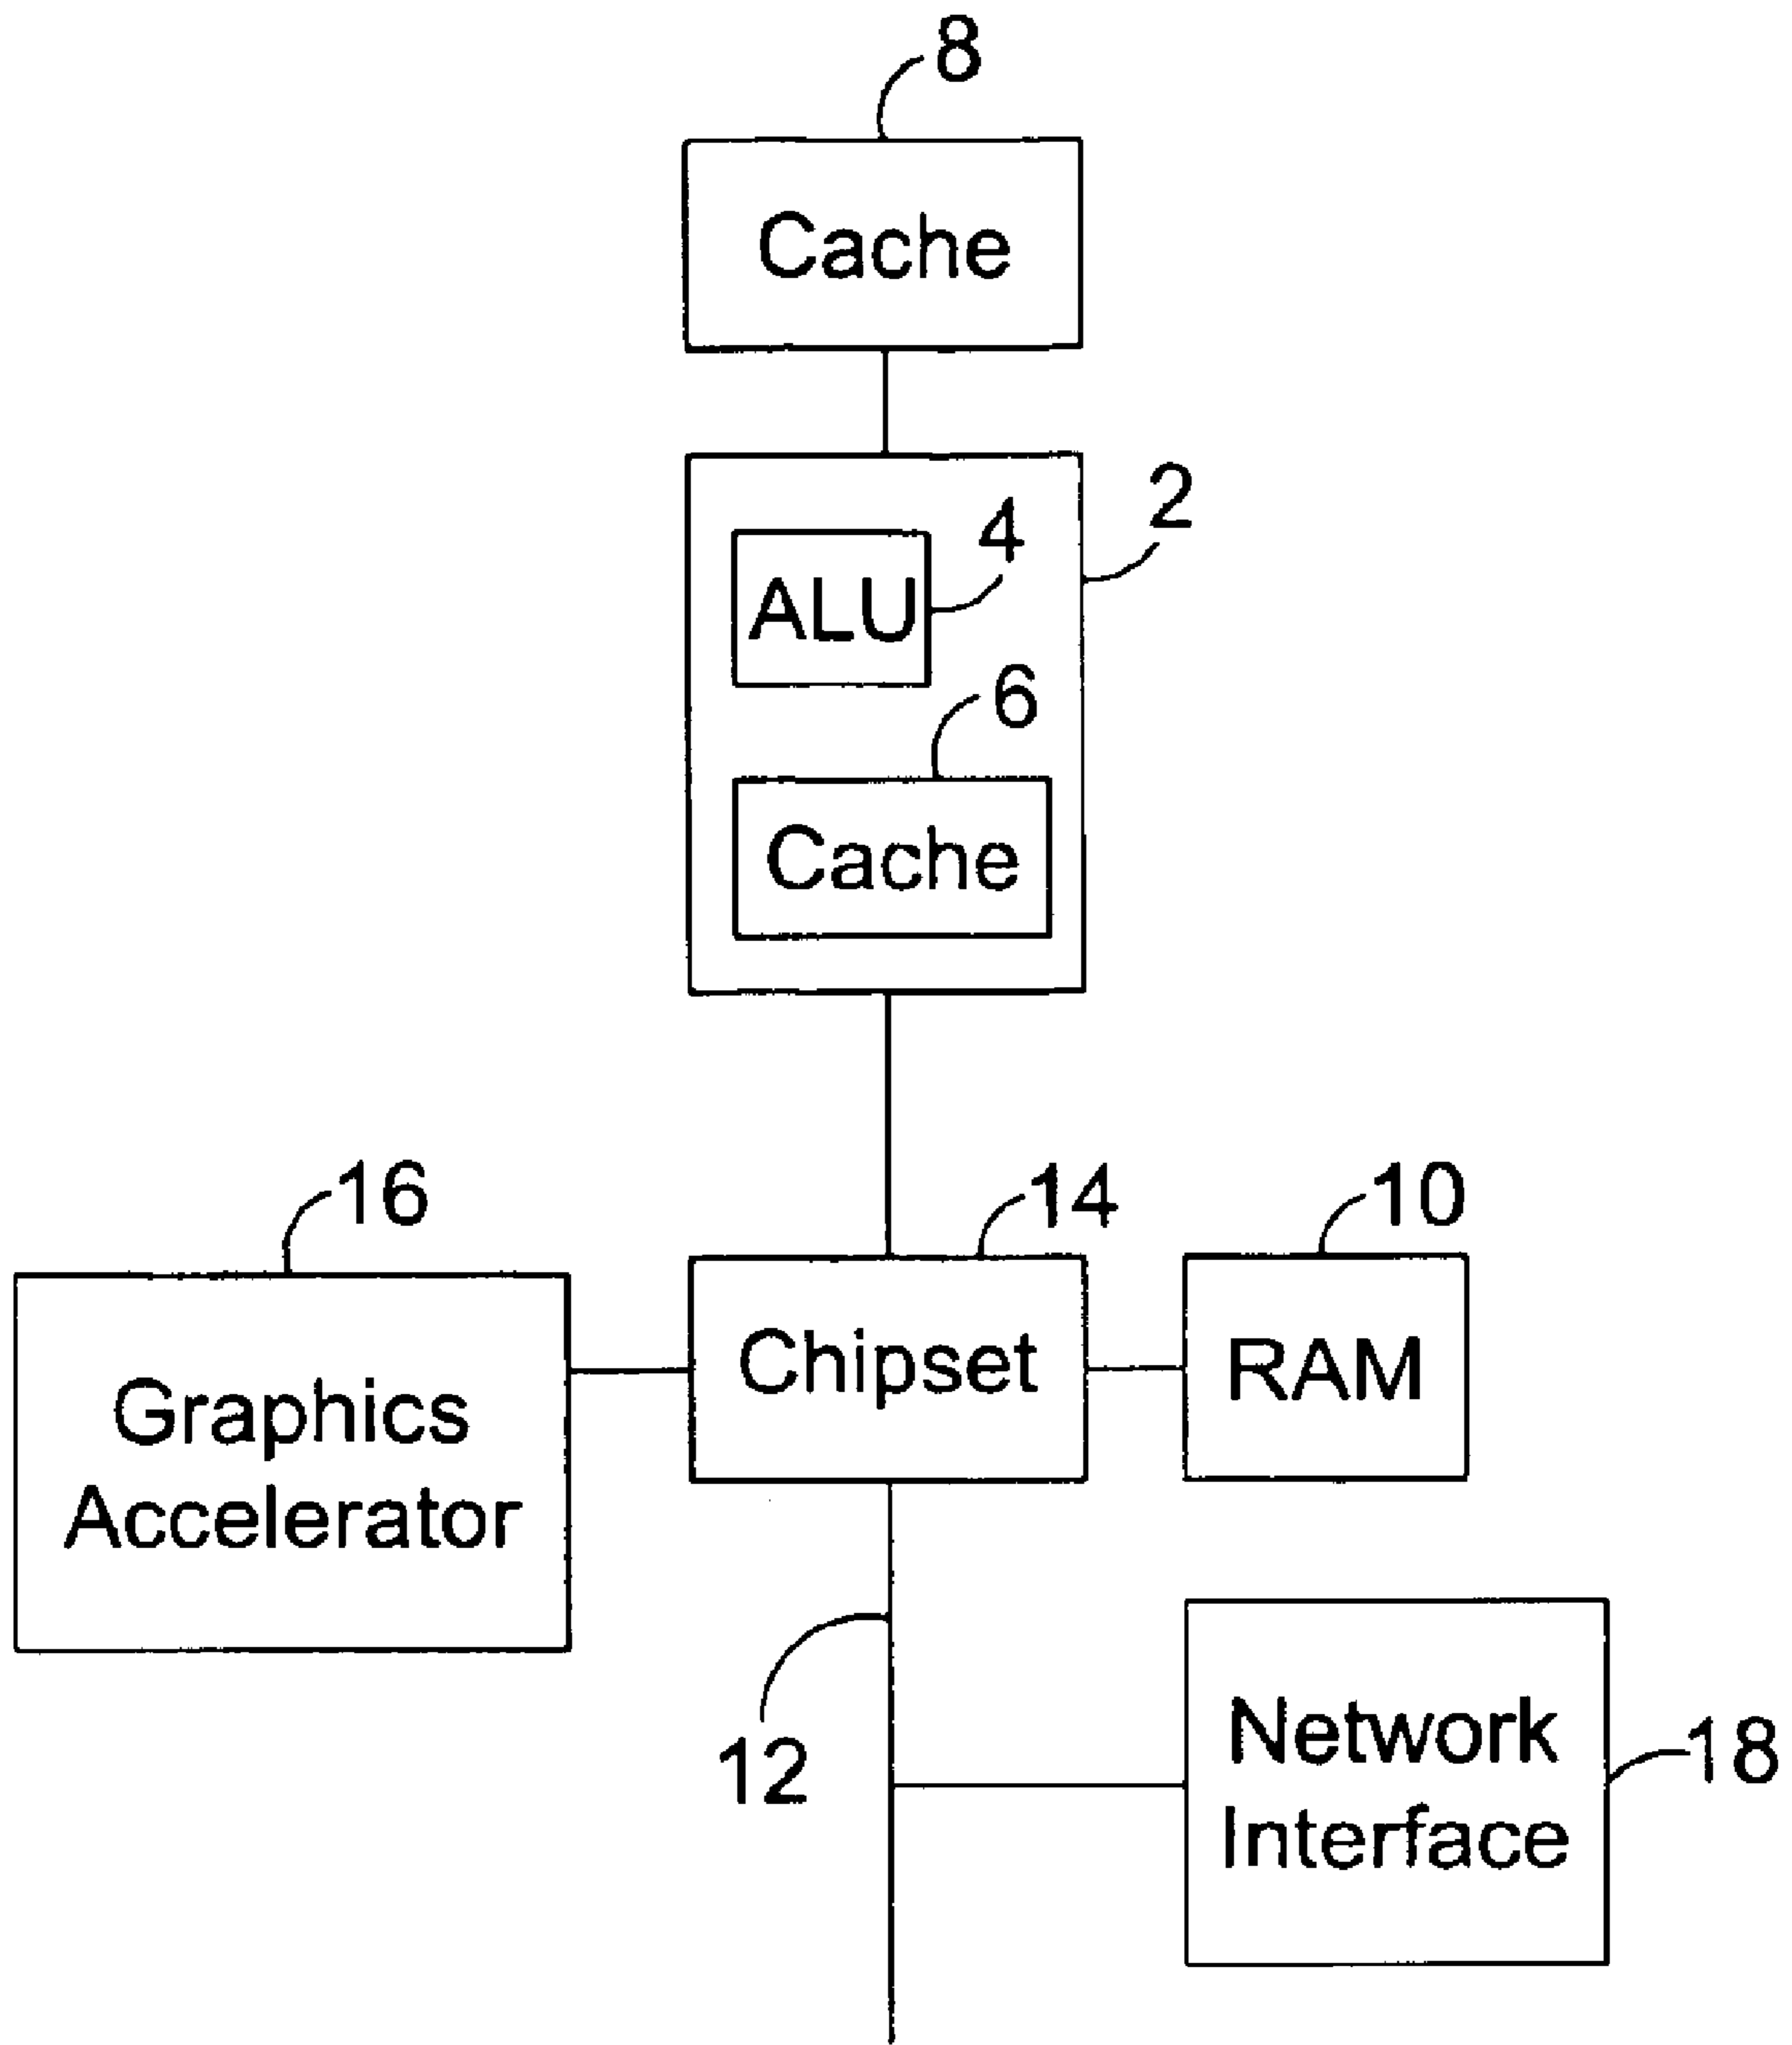 8
Cache
2
4
ALU
6
Cache
16
14
10
Chipset
RAM
Graphics
Accelerator
12
Network
Interface
18